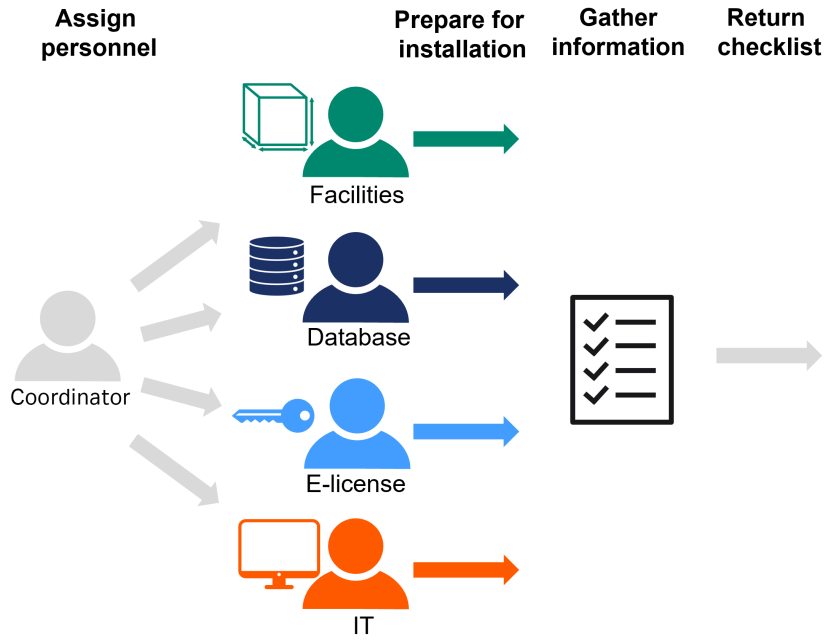 Assign
personnel
Prepare for
installation
Gather
information
Return
checklist
Facilities
Database
Coordinator
E-license
IT